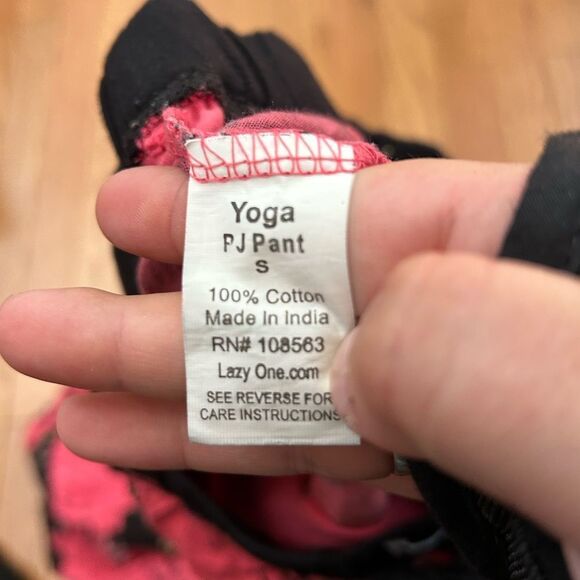 Yoga
PJ Pant
S
100% Cotton
Made In India
RN# 108563
Lazy One.com
SEE REVERSE FOR
CARE INSTRUCTIONS